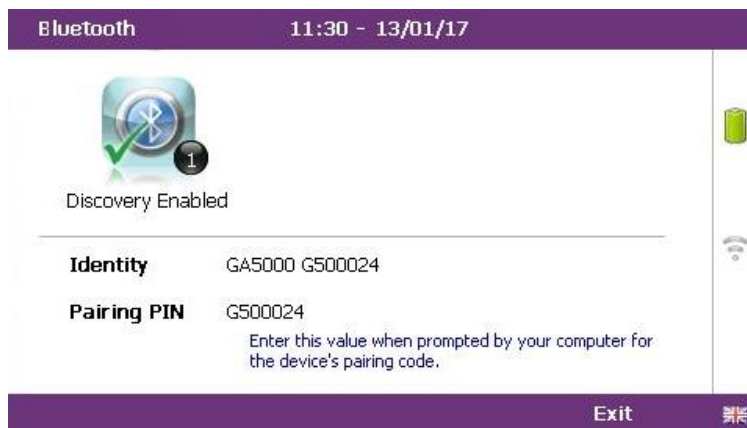 Bluetooth 11:30 - 13/01/17
1
Discovery Enabled
Identity GA5000 G500024
Pairing PIN G500024
Enter this value when prompted by your computer for
the device's pairing code.
Exit